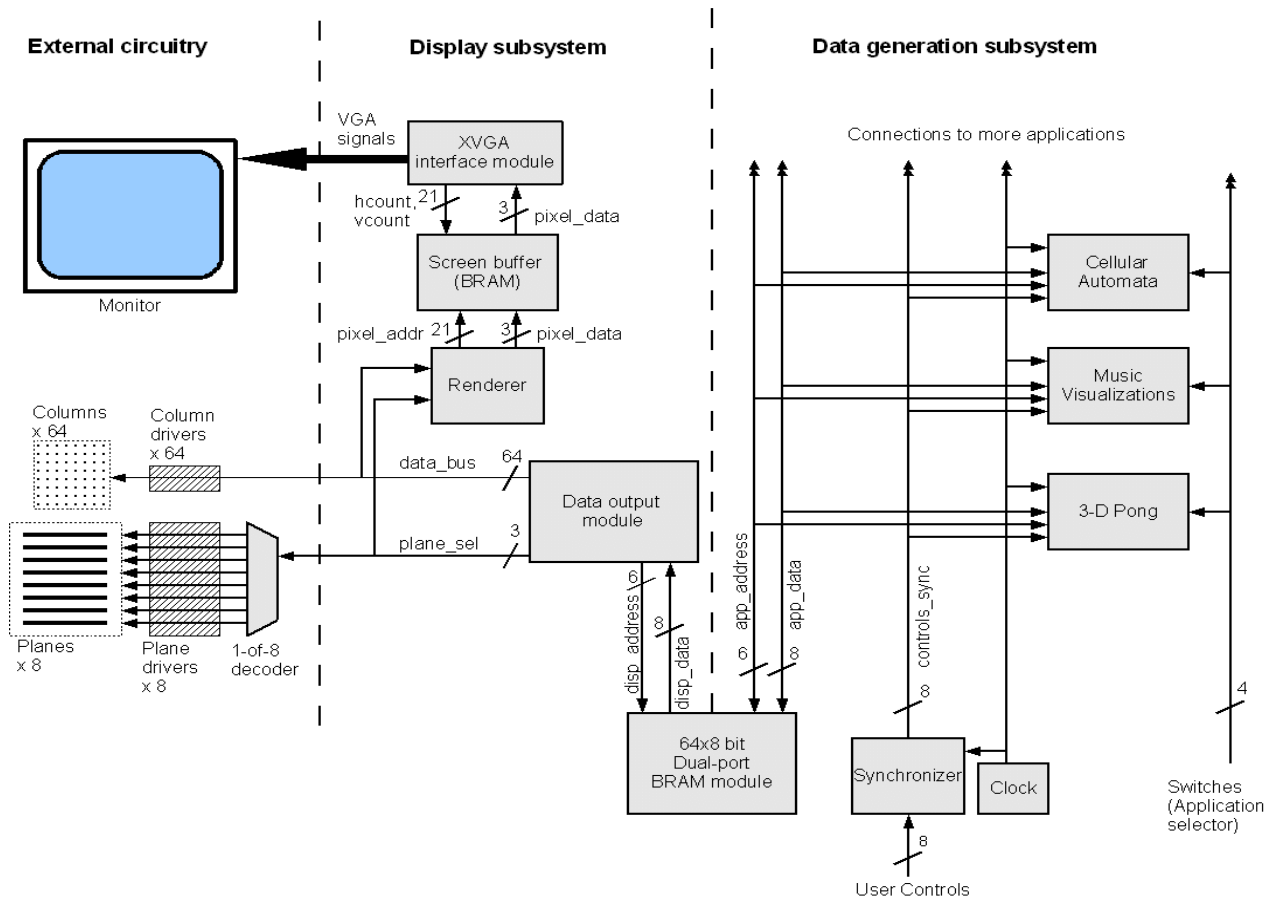 External circuitry
Display subsystem
Data generation subsystem
VGA
signals
XVGA
interface module
Connections to more applications
hcount,
vcount
21
3
pixel_data
Screen buffer
(BRAM)
Monitor
Cellular
Automata
pixel_addr
21
3
pixel_data
Renderer
Music
Visualizations
Columns
x 64
Column
drivers
x 64
data_bus
64
Data output
module
3-D Pong
plane_sel
3
Planes
x 8
Plane
drivers
x 8
1-of-8
decoder
6
disp_address
8
disp_data
app_address
6
app_data
8
controls_sync
8
4
64x8 bit
Dual-port
BRAM module
Synchronizer
Clock
Switches
(Application
selector)
8
User Controls